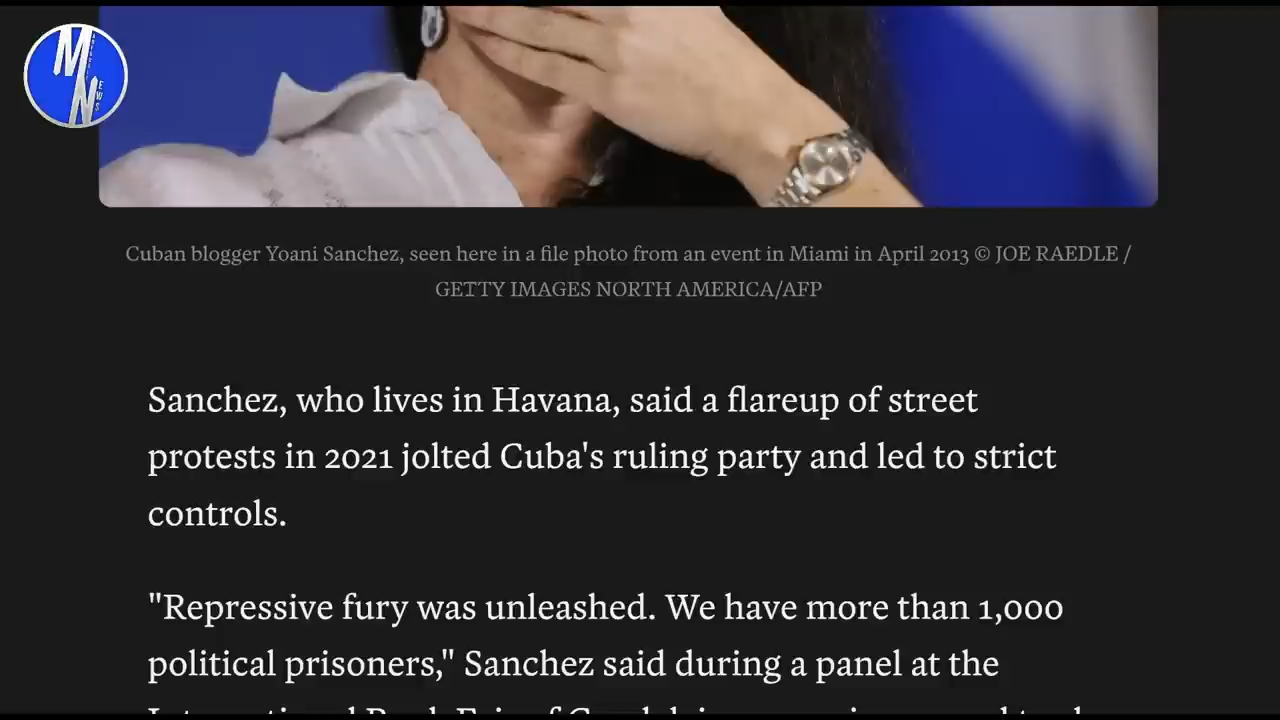 M
N
EWS
Cuban blogger Yoani Sanchez, seen here in a file photo from an event in Miami in April 2013 © JOE RAEDLE /
GETTY IMAGES NORTH AMERICA/AFP
Sanchez, who lives in Havana, said a flareup of street
protests in 2021 jolted Cuba's ruling party and led to strict
controls.
"Repressive fury was unleashed. We have more than 1,000
political prisoners," Sanchez said during a panel at the